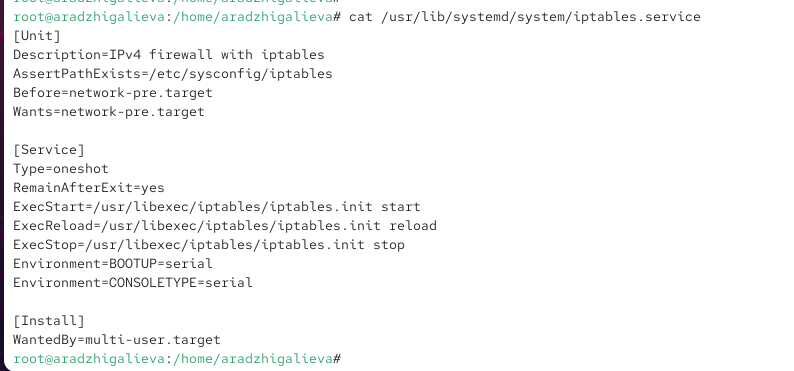 root@aradzhigalieva:/home/aradzhigalieva# cat /usr/lib/systemd/system/iptables.service
[Unit]
Description=IPv4 firewall with iptables
AssertPathExists=/etc/sysconfig/iptables
Before=network-pre.target
Wants=network-pre.target

[Service]
Type=oneshot
RemainAfterExit=yes
ExecStart=/usr/libexec/iptables/iptables.init start
ExecReload=/usr/libexec/iptables/iptables.init reload
ExecStop=/usr/libexec/iptables/iptables.init stop
Environment=BOOTUP=serial
Environment=CONSOLETYPE=serial

[Install]
WantedBy=multi-user.target
root@aradzhigalieva:/home/aradzhigalieva#